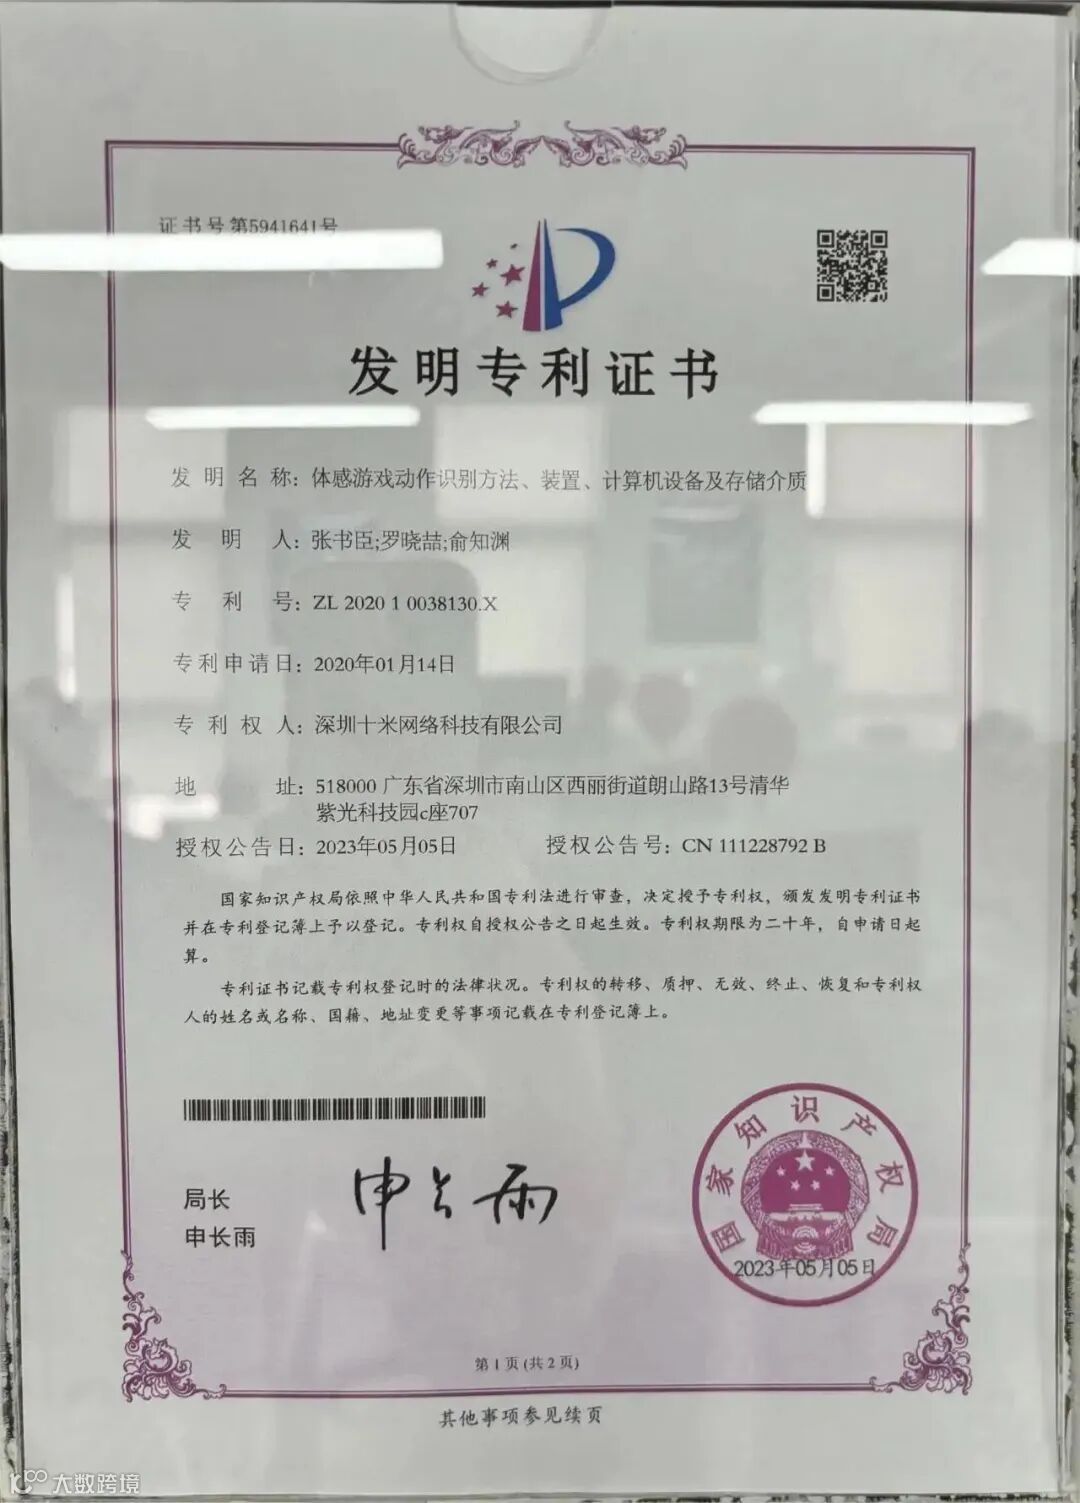 证书号第5941641号
发明专利证书
发明名称：体感游戏动作识别方法、装置、计算机设备及存储介质
发明人：张书臣;罗晓喆;俞知渊
专利号：ZL 2020 1 0038130.X
专利申请日：2020年01月14日
专利权人：深圳十米网络科技有限公司
地址：518000 广东省深圳市南山区西丽街道朗山路13号清华
紫光科技园c座707
授权公告日：2023年05月05日 授权公告号：CN 111228792 B
国家知识产权局依照中华人民共和国专利法进行审查，决定授予专利权，颁发发明专利证书
并在专利登记簿上予以登记。专利权自授权公告之日起生效。专利权期限为二十年，自申请日起
算。
专利证书记载专利权登记时的法律状况。专利权的转移、质押、无效、终止、恢复和专利权
人的姓名或名称、国籍、地址变更等事项记载在专利登记簿上。
局长
申长雨
申长雨
国家知识产权局
2023年05月05日
第1页(共2页)
其他事项参见续页
大数跨境